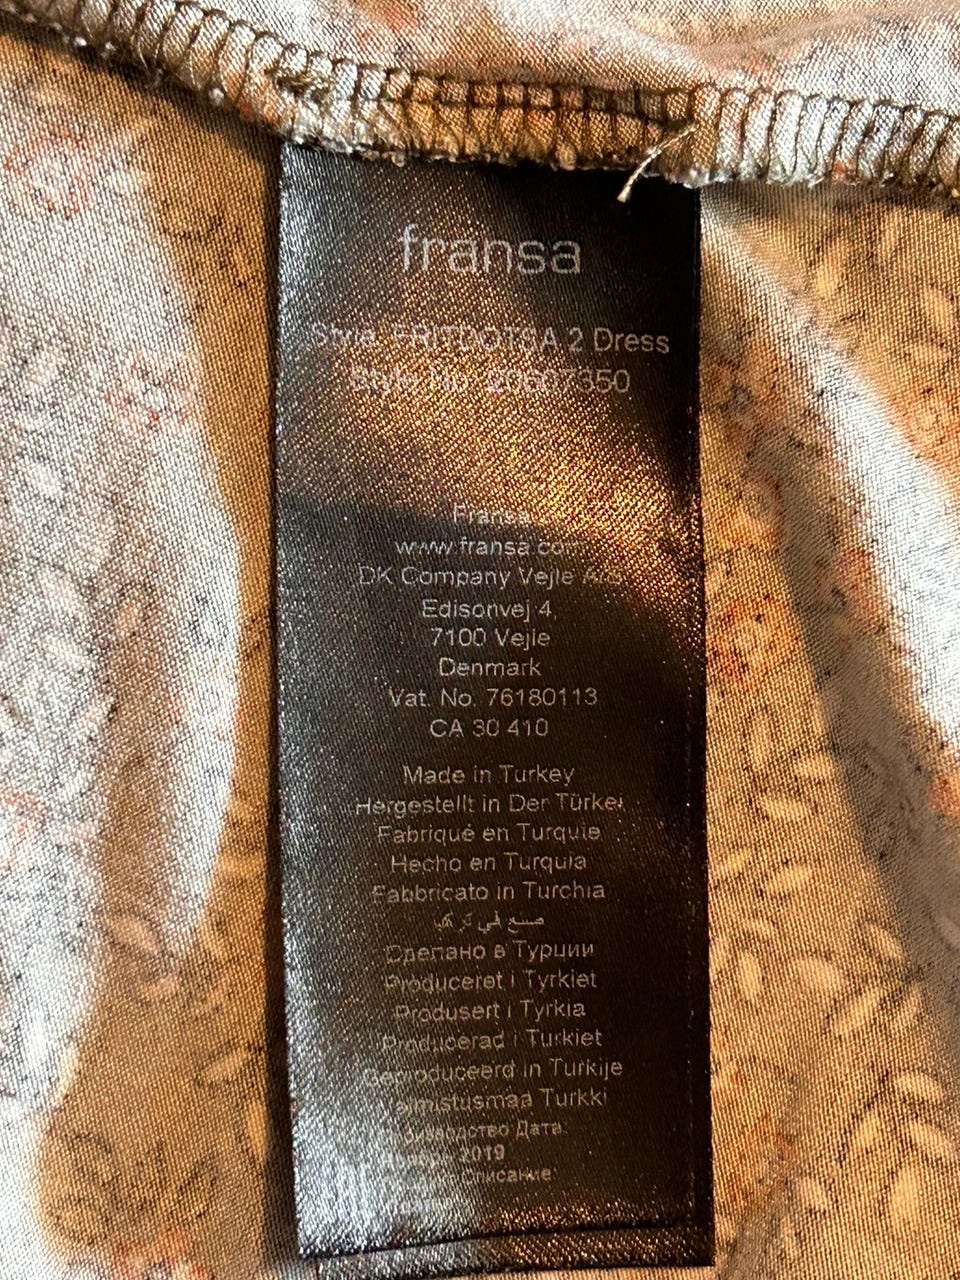 fransa
Style FRITDOTSA 2 Dress
Style No. 20607350
Fransa
www.fransa.com
DK Company Vejle A/S
Edisonvej 4
7100 Vejle
Denmark
Vat. No. 76180113
CA 30 410
Made in Turkey
Hergestellt in Der Türkei
Fabriqué en Turquie
Hecho en Turquia
Fabbricato in Turchia
صنع في تركيا
Сделано в Турции
Produceret i Tyrkiet
Produsert i Tyrkia
Producerad i Turkiet
Geproduceerd in Turkije
Valmistusmaa Turkki
Производство Дата:
2019
Списание